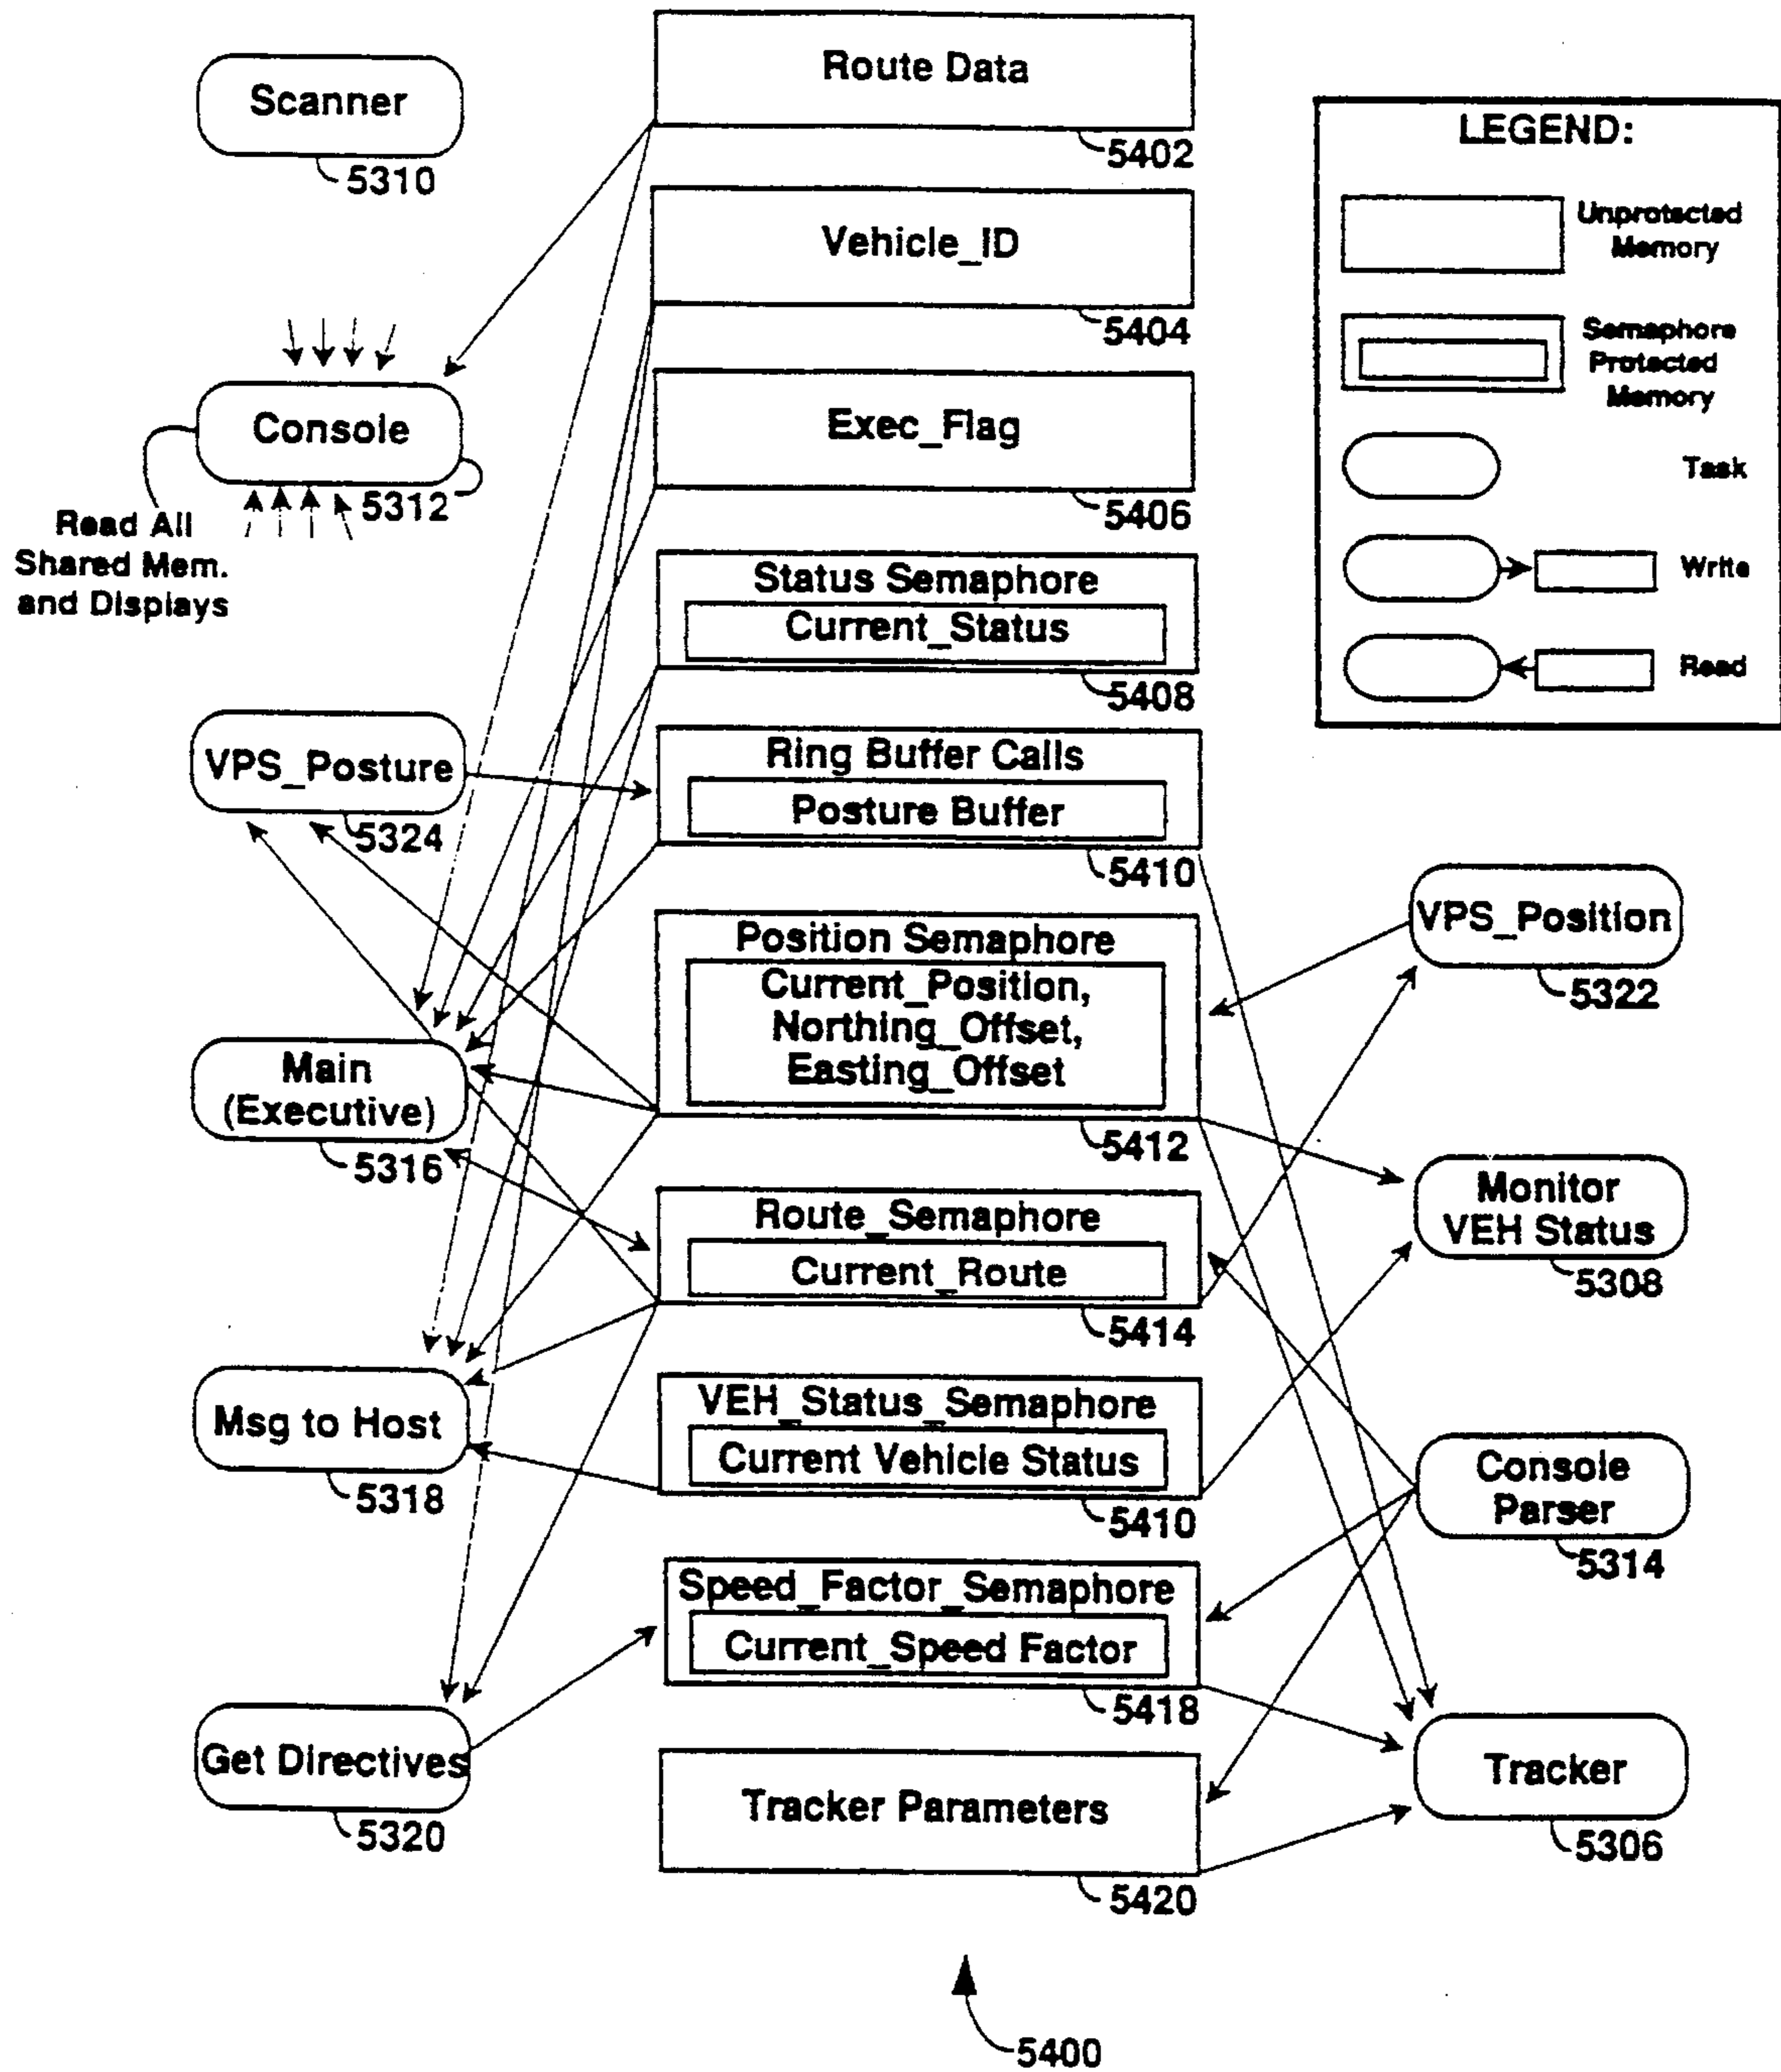 Route Data
5402
Scanner
5310
Vehicle_ID
5404
Exec_Flag
5406
Console
5312
Read All
Shared Mem.
and Displays
Status Semaphore
Current_Status
5408
VPS_Posture
5324
Ring Buffer Calls
Posture Buffer
5410
Position Semaphore
Current_Position,
Northing_Offset,
Easting_Offset
5412
Main
(Executive)
5316
Route_Semaphore
Current_Route
5414
Msg to Host
5318
VEH_Status_Semaphore
Current Vehicle Status
5410
Speed_Factor_Semaphore
Current_Speed Factor
5418
Get Directives
5320
Tracker Parameters
5420
5400
LEGEND:
Unprotected
Memory
Semaphore
Protected
Memory
Task
Write
Read
VPS_Position
5322
Monitor
VEH Status
5308
Console
Parser
5314
Tracker
5306